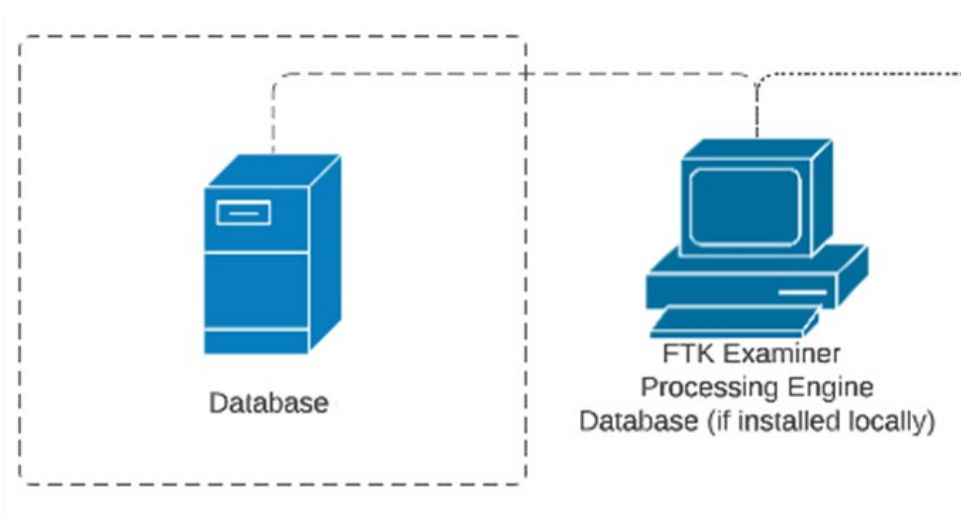 Database
FTK Examiner
Processing Engine
Database (if installed locally)